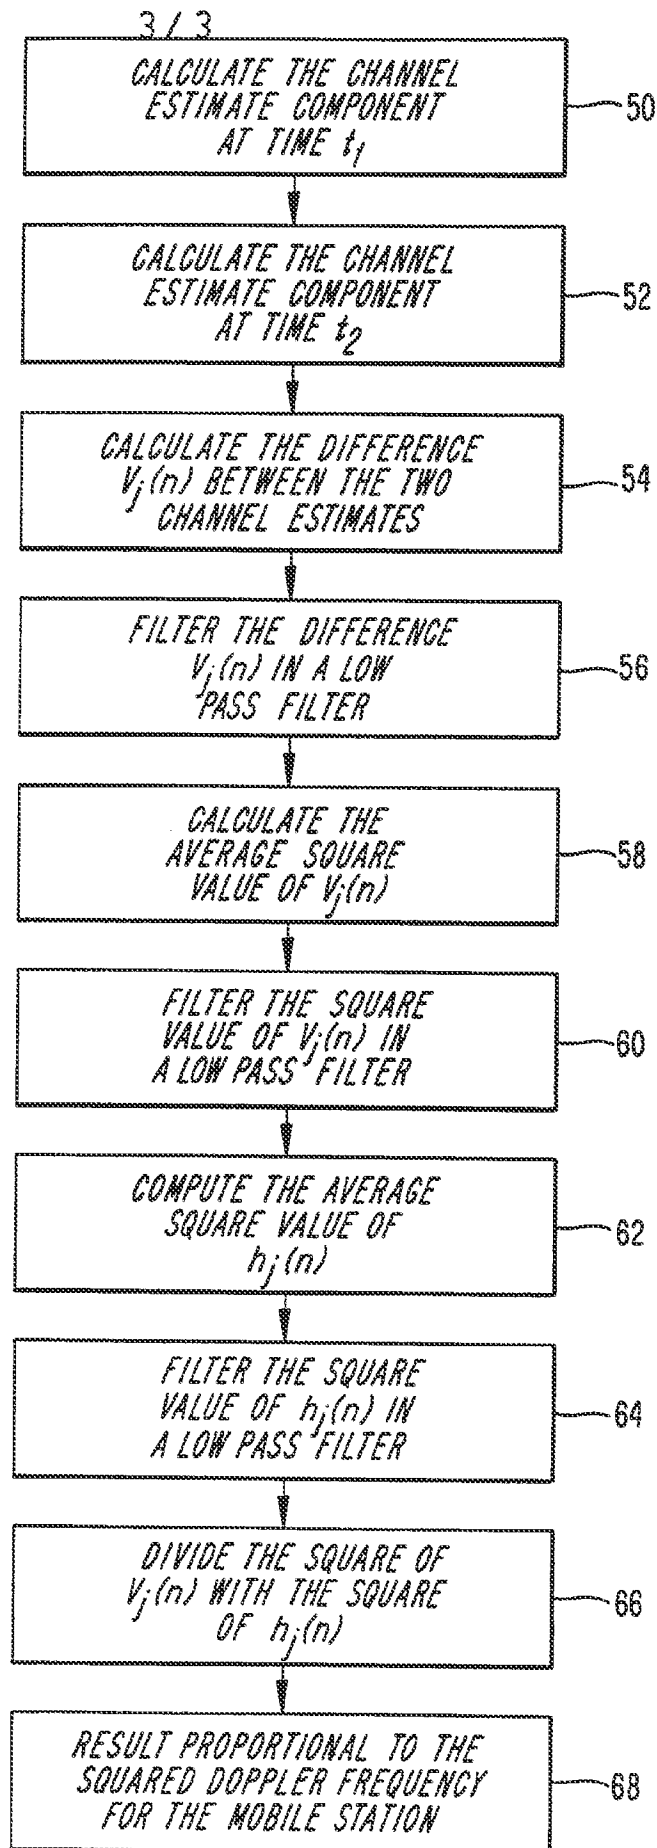 3/3
CALCULATE THE CHANNEL
ESTIMATE COMPONENT
AT TIME t1
50
CALCULATE THE CHANNEL
ESTIMATE COMPONENT
AT TIME t2
52
CALCULATE THE DIFFERENCE
Vj(n) BETWEEN THE TWO
CHANNEL ESTIMATES
54
FILTER THE DIFFERENCE
Vj(n) IN A LOW
PASS FILTER
56
CALCULATE THE
AVERAGE SQUARE
VALUE OF Vj(n)
58
FILTER THE SQUARE
VALUE OF Vj(n) IN
A LOW PASS FILTER
60
COMPUTE THE AVERAGE
SQUARE VALUE OF
hj(n)
62
FILTER THE SQUARE
VALUE OF hj(n) IN
A LOW PASS FILTER
64
DIVIDE THE SQUARE OF
Vj(n) WITH THE SQUARE
OF hj(n)
66
RESULT PROPORTIONAL TO THE
SQUARED DOPPLER FREQUENCY
FOR THE MOBILE STATION
68